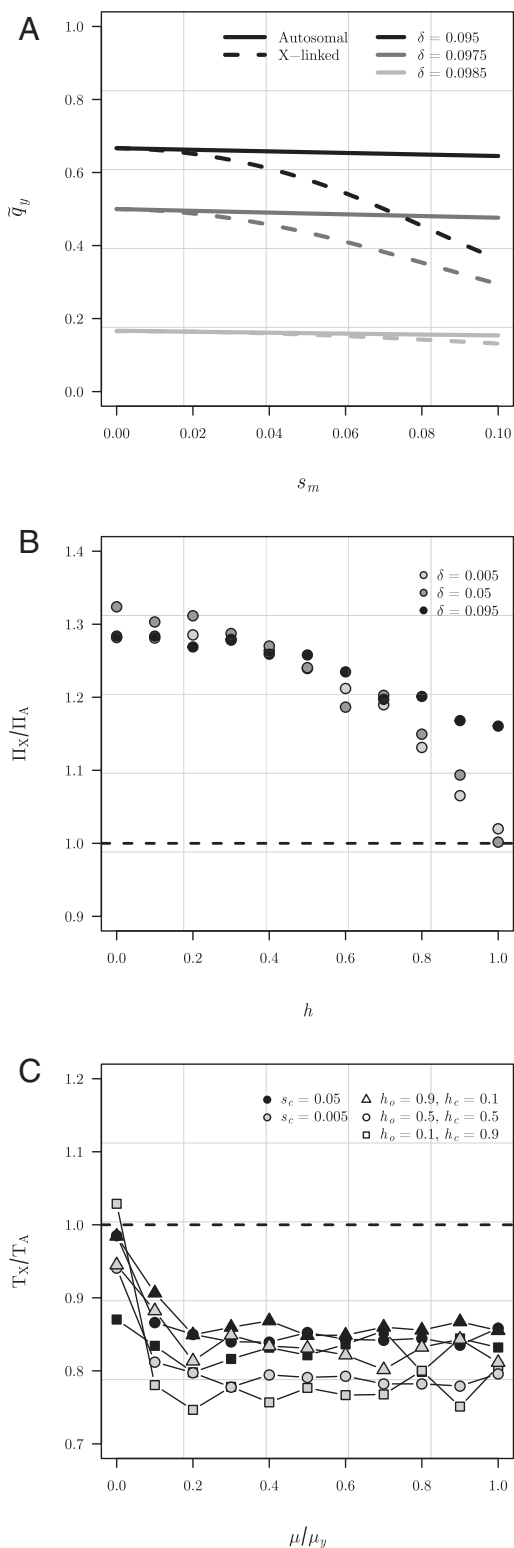 A
Autosomal
X−linked
δ = 0.095
δ = 0.0975
δ = 0.0985
1.0
0.8
0.6
0.4
0.2
0.0
q̃y
0.00 0.02 0.04 0.06 0.08 0.10
sm
B
δ = 0.005
δ = 0.05
δ = 0.095
1.4
1.3
1.2
1.1
1.0
0.9
ΠX/ΠA
0.0 0.2 0.4 0.6 0.8 1.0
h
C
sc = 0.05
sc = 0.005
ho = 0.9, hc = 0.1
ho = 0.5, hc = 0.5
ho = 0.1, hc = 0.9
1.2
1.1
1.0
0.9
0.8
0.7
TX/TA
0.0 0.2 0.4 0.6 0.8 1.0
μ/μy